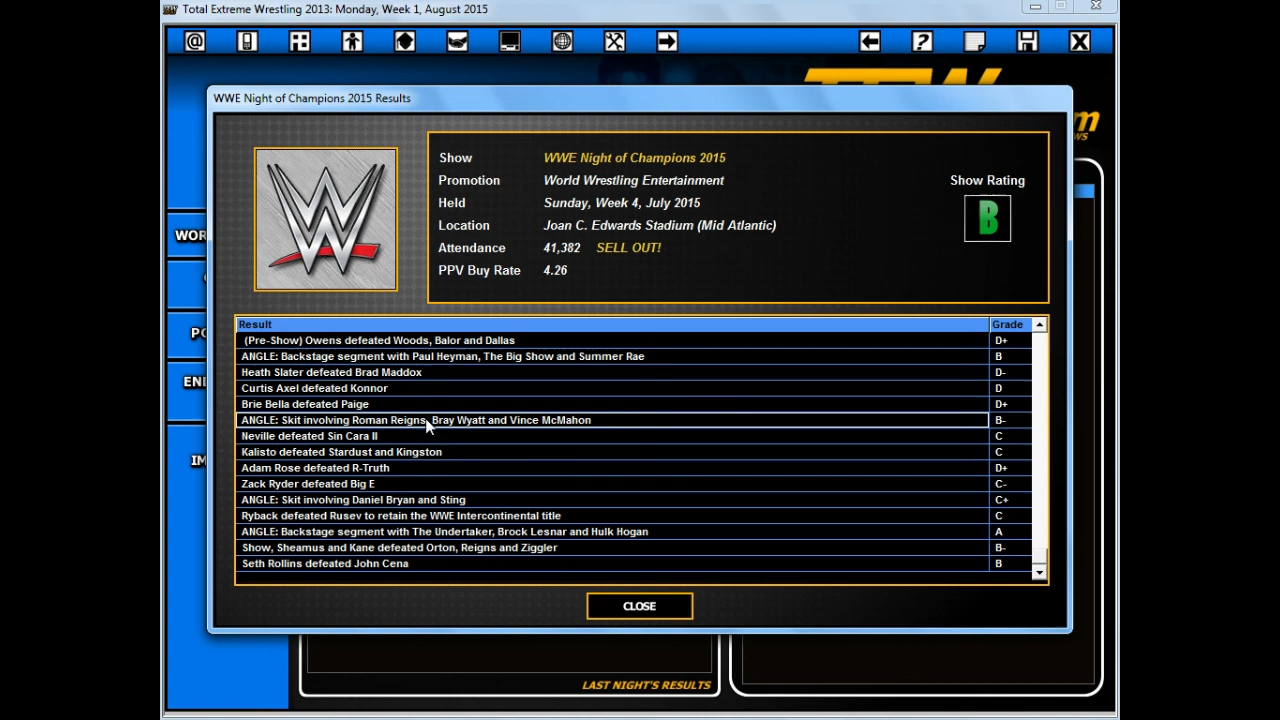 Total Extreme Wrestling 2013: Monday, Week 1, August 2015
WWE Night of Champions 2015 Results
Show WWE Night of Champions 2015
Promotion World Wrestling Entertainment
Held Sunday, Week 4, July 2015
Location Joan C. Edwards Stadium (Mid Atlantic)
Attendance 41,382 SELL OUT!
PPV Buy Rate 4.26
Show Rating
B
Result Grade
(Pre-Show) Owens defeated Woods, Balor and Dallas D+
ANGLE: Backstage segment with Paul Heyman, The Big Show and Summer Rae B
Heath Slater defeated Brad Maddox D-
Curtis Axel defeated Konnor D
Brie Bella defeated Paige D+
ANGLE: Skit involving Roman Reigns, Bray Wyatt and Vince McMahon B-
Neville defeated Sin Cara II C
Kalisto defeated Stardust and Kingston C
Adam Rose defeated R-Truth D+
Zack Ryder defeated Big E C-
ANGLE: Skit involving Daniel Bryan and Sting C+
Ryback defeated Rusev to retain the WWE Intercontinental title C
ANGLE: Backstage segment with The Undertaker, Brock Lesnar and Hulk Hogan A
Show, Sheamus and Kane defeated Orton, Reigns and Ziggler B-
Seth Rollins defeated John Cena B
CLOSE
WOR
PO
END
IM
LAST NIGHT'S RESULTS